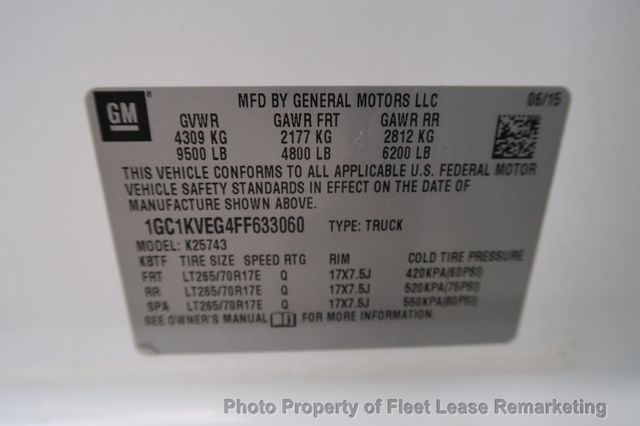 GM
MFD BY GENERAL MOTORS LLC 06/15
GVWR GAWR FRT GAWR RR
4309 KG 2177 KG 2812 KG
9500 LB 4800 LB 6200 LB
THIS VEHICLE CONFORMS TO ALL APPLICABLE U.S. FEDERAL MOTOR
VEHICLE SAFETY STANDARDS IN EFFECT ON THE DATE OF
MANUFACTURE SHOWN ABOVE.
1GC1KVEG4FF633060 TYPE: TRUCK
MODEL: K25743
KBTF TIRE SIZE SPEED RTG RIM COLD TIRE PRESSURE
FRT LT265/70R17E Q 17X7.5J 420KPA(60PSI)
RR LT265/70R17E Q 17X7.5J 520KPA(75PSI)
SPA LT265/70R17E Q 17X7.5J 550KPA(80PSI)
SEE OWNER'S MANUAL FOR MORE INFORMATION.
Photo Property of Fleet Lease Remarketing